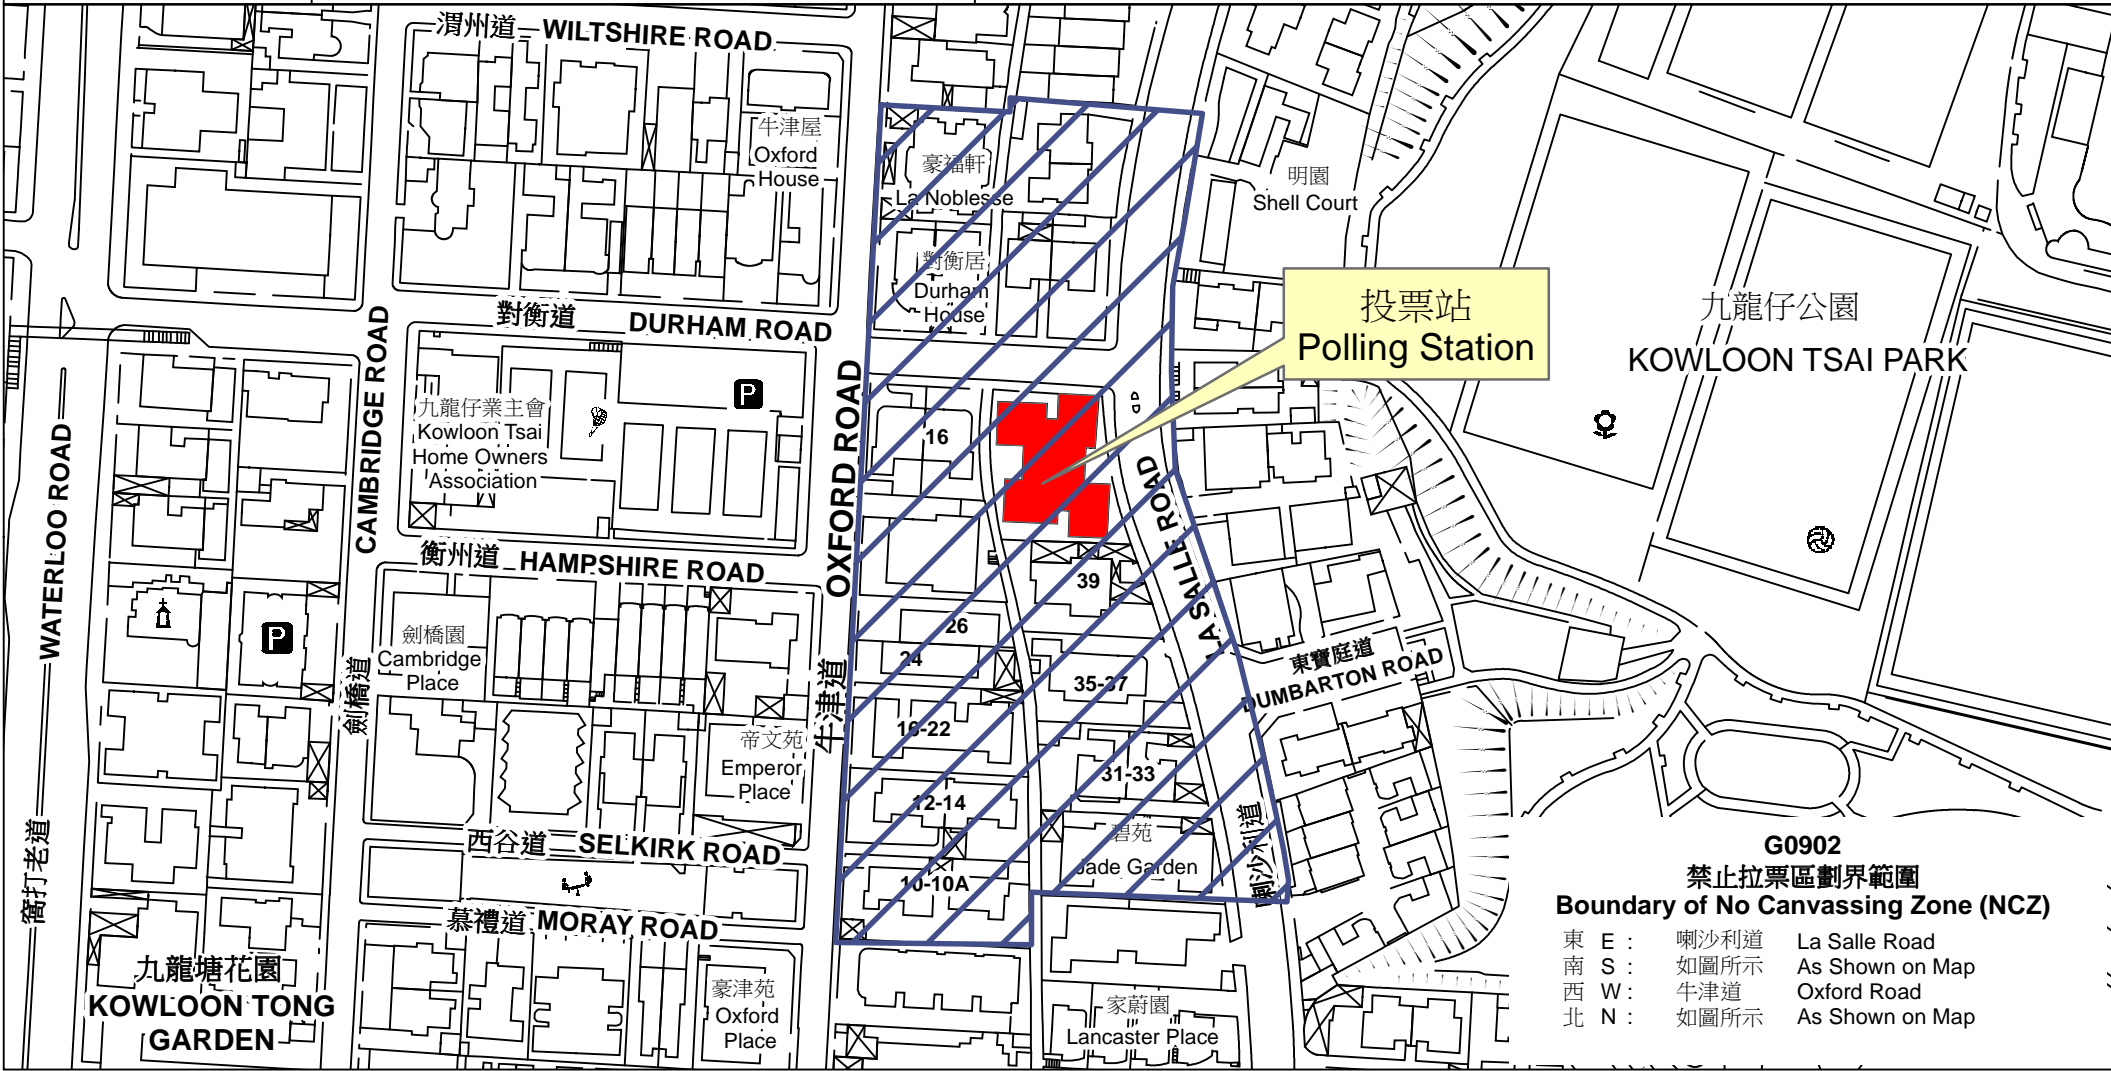 渭州道 WILTSHIRE ROAD
牛津屋
Oxford
House
豪福軒
La Noblesse
明園
Shell Court
對衡居
Durham
House
對衡道 DURHAM ROAD
投票站
Polling Station
九龍仔公園
KOWLOON TSAI PARK
CAMBRIDGE ROAD
劍橋道
WATERLOO ROAD
窩打老道
九龍仔業主會
Kowloon Tsai
Home Owners
Association
P
OXFORD ROAD
牛津道
16
LA SALLE ROAD
喇沙利道
衡州道 HAMPSHIRE ROAD
39
P
劍橋園
Cambridge
Place
26
24
35-37
東寶庭道
DUMBARTON ROAD
帝文苑
Emperor
Place
16-22
31-33
12-14
碧苑
Jade Garden
西谷道 SELKIRK ROAD
10-10A
慕禮道 MORAY ROAD
九龍塘花園
KOWLOON TONG
GARDEN
豪津苑
Oxford
Place
家蔚園
Lancaster Place
G0902
禁止拉票區劃界範圍
Boundary of No Canvassing Zone (NCZ)
東 E : 喇沙利道 La Salle Road
南 S : 如圖所示 As Shown on Map
西 W : 牛津道 Oxford Road
北 N : 如圖所示 As Shown on Map